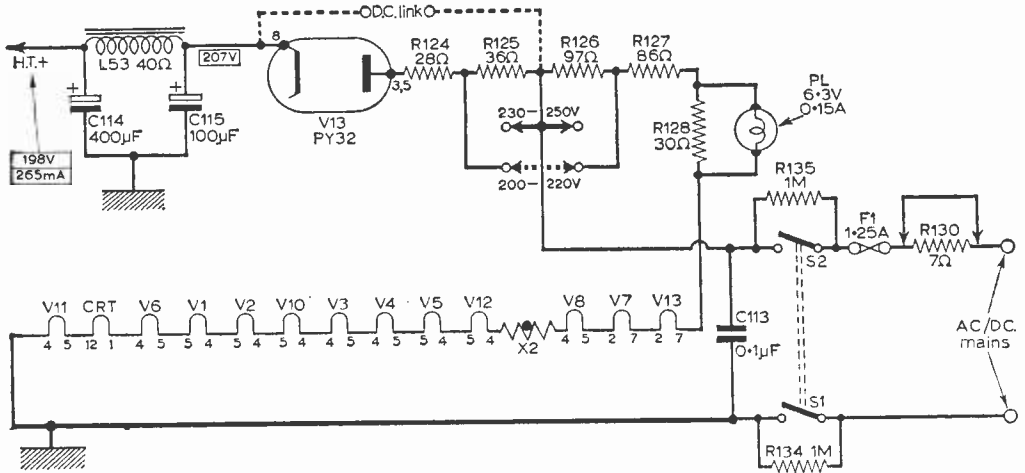 D.C. link
8
H.T.+
L53 40Ω
207V
R124
28Ω
R125
36Ω
R126
97Ω
R127
86Ω
3,5
V13
PY32
C114
400μF
C115
100μF
198V
265mA
230-250V
200-220V
R128
30Ω
PL
6·3V
0·15A
R135
1M
S2
F1
1·25A
R130
7Ω
AC/DC.
mains
V11 CRT V6 V1 V2 V10 V3 V4 V5 V12 V8 V7 V13
4 5 12 1 4 5 5 4 5 4 5 4 5 4 4 5 5 4 5 4 X2 4 5 2 7 2 7
C113
0·1μF
S1
R134 1M